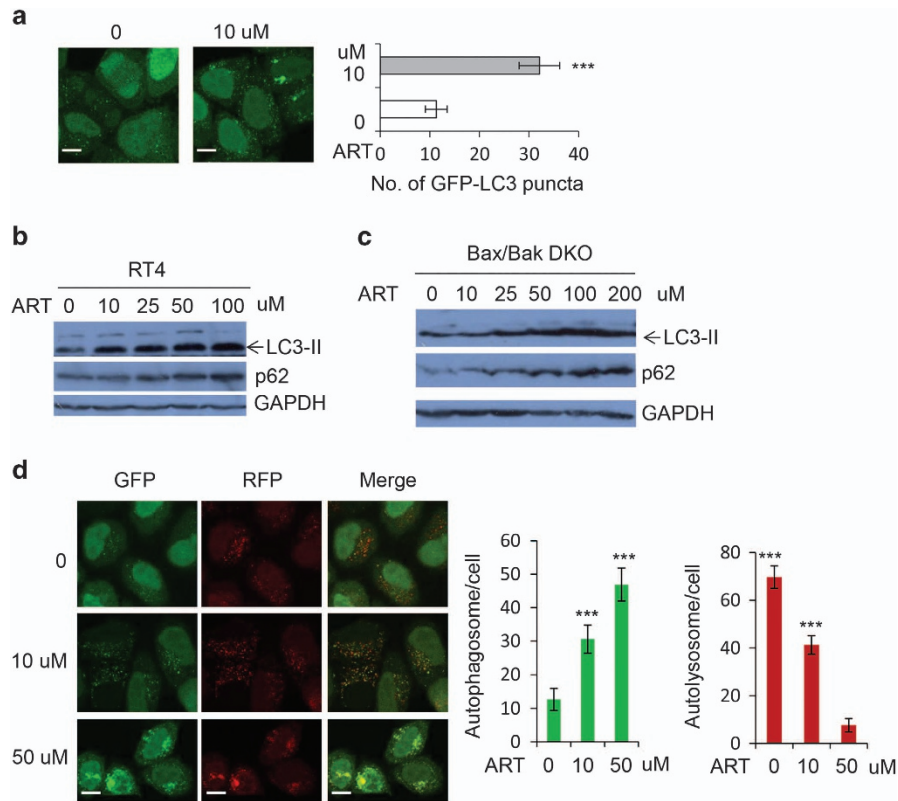 a
0 10 uM
uM
10
0
ART 0 10 20 30 40
***
No. of GFP-LC3 puncta
b
RT4
ART 0 10 25 50 100 uM
←LC3-II
p62
GAPDH
c
Bax/Bak DKO
ART 0 10 25 50 100 200 uM
←LC3-II
p62
GAPDH
d
GFP RFP Merge
0
10 uM
50 uM
Autophagosome/cell
60
50
40
30
20
10
0
*** ***
ART 0 10 50 uM
Autolysosome/cell
80
60
40
20
0
*** ***
ART 0 10 50 uM